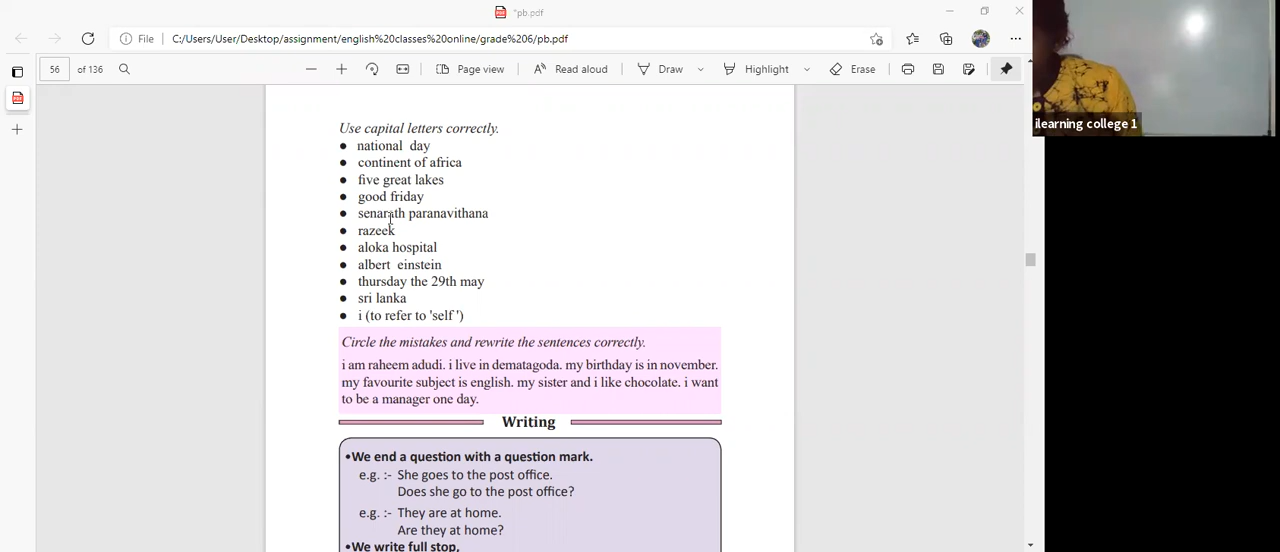 *pb.pdf
File C:/Users/User/Desktop/assignment/english%20classes%20online/grade%206/pb.pdf
56 of 136 Page view Read aloud Draw Highlight Erase
ilearning college 1
Use capital letters correctly.
• national day
• continent of africa
• five great lakes
• good friday
• senarath paranavithana
• razeek
• aloka hospital
• albert einstein
• thursday the 29th may
• sri lanka
• i (to refer to 'self ')
Circle the mistakes and rewrite the sentences correctly.
i am raheem adudi. i live in dematagoda. my birthday is in november.
my favourite subject is english. my sister and i like chocolate. i want
to be a manager one day.
Writing
•We end a question with a question mark.
e.g. :- She goes to the post office.
Does she go to the post office?
e.g. :- They are at home.
Are they at home?
•We write full stop,